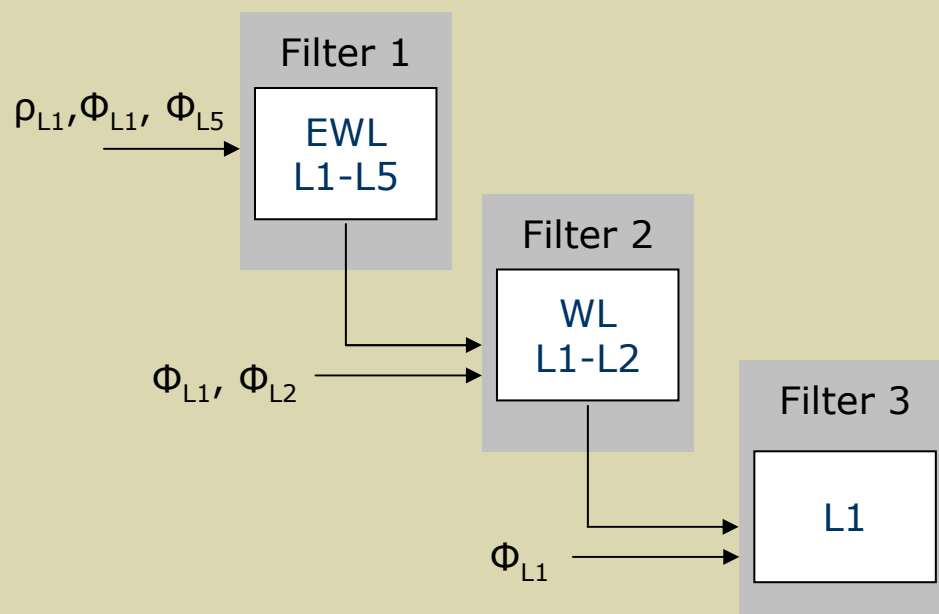 Filter 1
ρL1,ΦL1, ΦL5
EWL
L1-L5
Filter 2
WL
L1-L2
ΦL1, ΦL2
Filter 3
L1
ΦL1